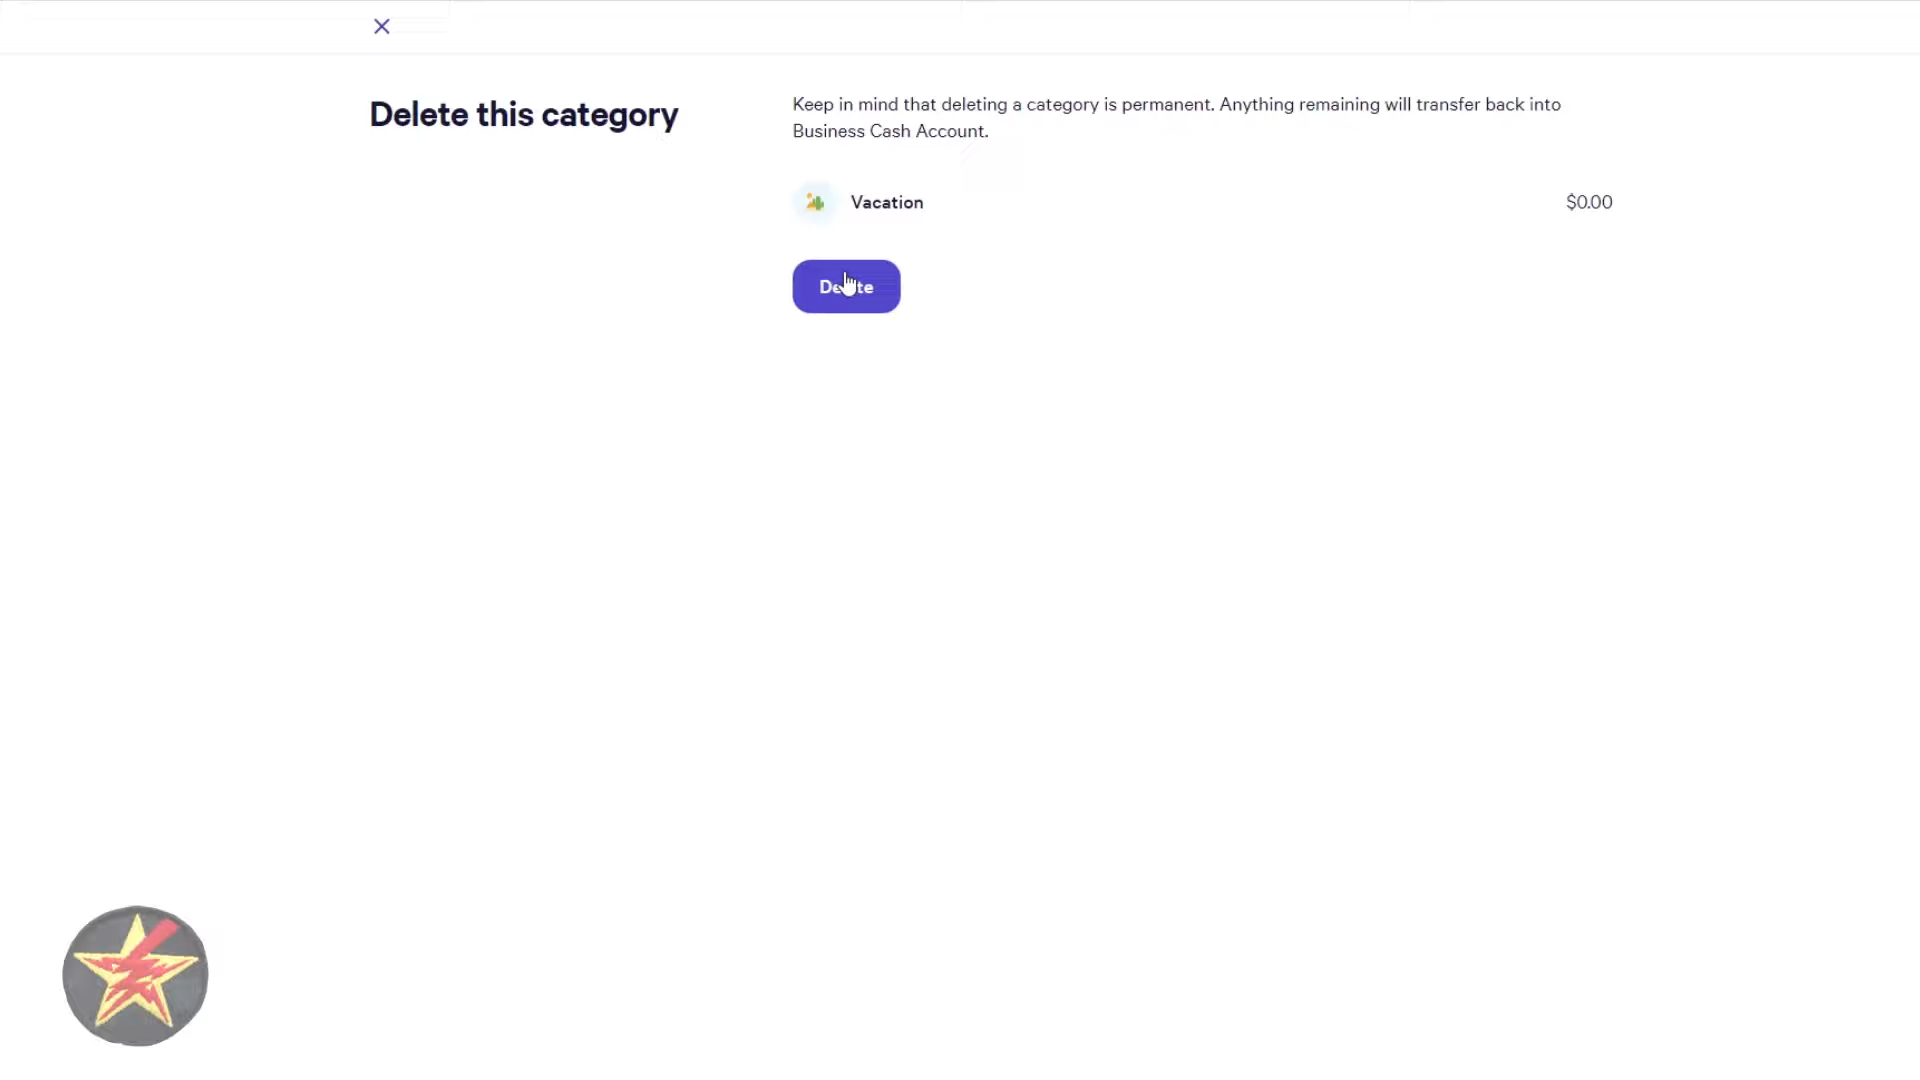 Delete this category
Keep in mind that deleting a category is permanent. Anything remaining will transfer back into
Business Cash Account.
Vacation
$0.00
Delete